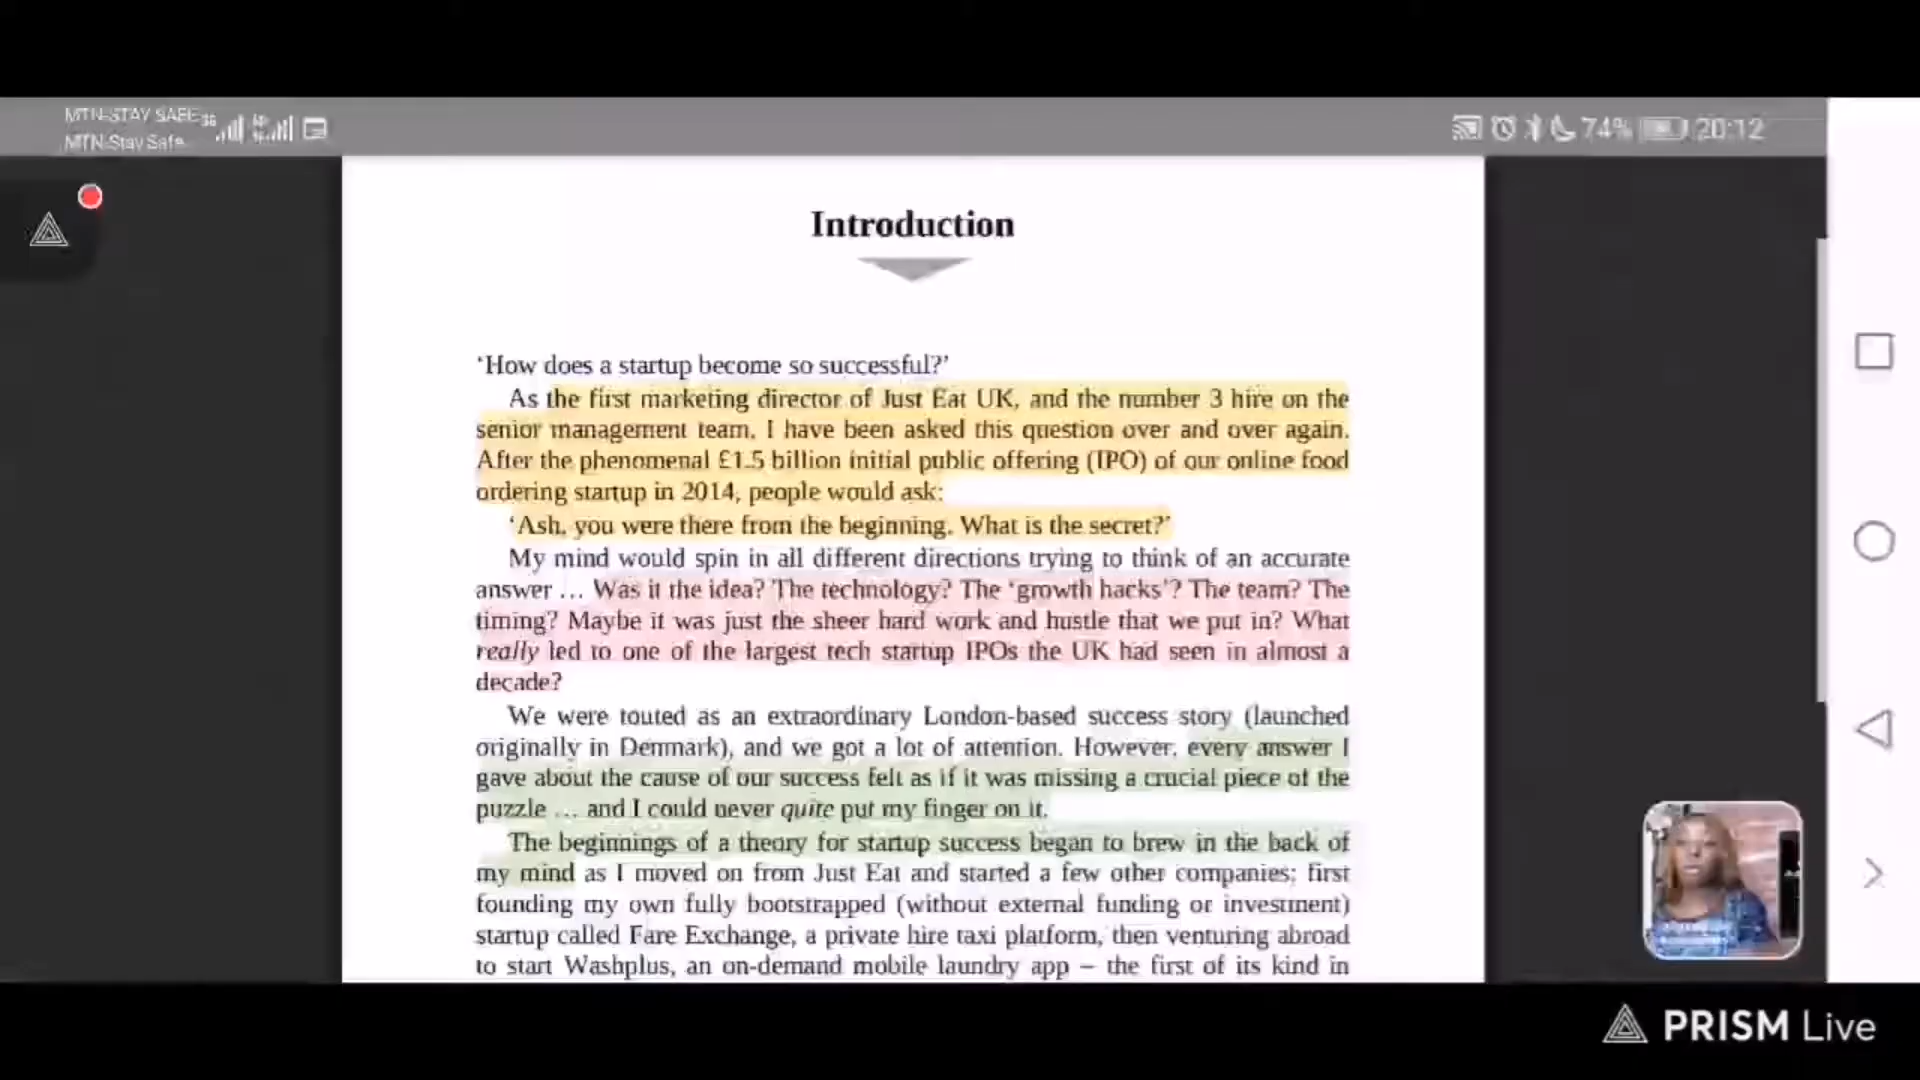 MTN-STAY SAFE
MTN-Stay Safe
74%
20:12
Introduction
‘How does a startup become so successful?’
As the first marketing director of Just Eat UK, and the number 3 hire on the
senior management team, I have been asked this question over and over again.
After the phenomenal £1.5 billion initial public offering (IPO) of our online food
ordering startup in 2014, people would ask:
‘Ash, you were there from the beginning. What is the secret?’
My mind would spin in all different directions trying to think of an accurate
answer … Was it the idea? The technology? The ‘growth hacks’? The team? The
timing? Maybe it was just the sheer hard work and hustle that we put in? What
really led to one of the largest tech startup IPOs the UK had seen in almost a
decade?
We were touted as an extraordinary London-based success story (launched
originally in Denmark), and we got a lot of attention. However, every answer I
gave about the cause of our success felt as if it was missing a crucial piece of the
puzzle … and I could never quite put my finger on it.
The beginnings of a theory for startup success began to brew in the back of
my mind as I moved on from Just Eat and started a few other companies; first
founding my own fully bootstrapped (without external funding or investment)
startup called Fare Exchange, a private hire taxi platform, then venturing abroad
to start Washplus, an on-demand mobile laundry app – the first of its kind in
PRISM Live